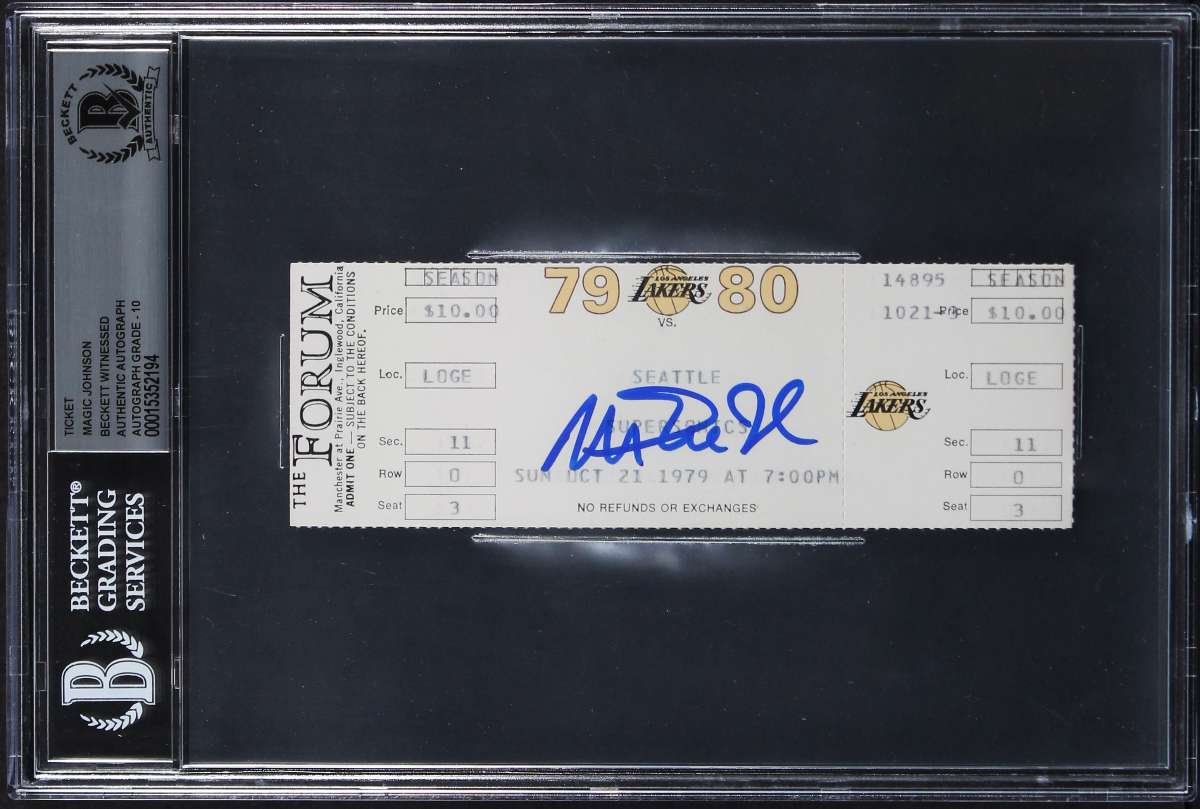 BECKETT
B
AUTHENTIC
TICKET
MAGIC JOHNSON
BECKETT WITNESSED
AUTHENTIC AUTOGRAPH
AUTOGRAPH GRADE - 10
00015352194
BECKETT®
GRADING
SERVICES
B
THE FORUM
Manchester at Prairie Ave., Inglewood, California
ADMIT ONE — SUBJECT TO THE CONDITIONS
ON THE BACK HEREOF.
SEASON
Price $10.00
Loc. LOGE
Sec. 11
Row O
Seat 3
79 LOS ANGELES LAKERS 80
VS.
SEATTLE
SUPERSONICS
Magic Johnson
SUN OCT 21 1979 AT 7:00PM
NO REFUNDS OR EXCHANGES
14895 SEASON
1021-3 Price $10.00
Loc. LOGE
LOS ANGELES
LAKERS
Sec. 11
Row O
Seat 3